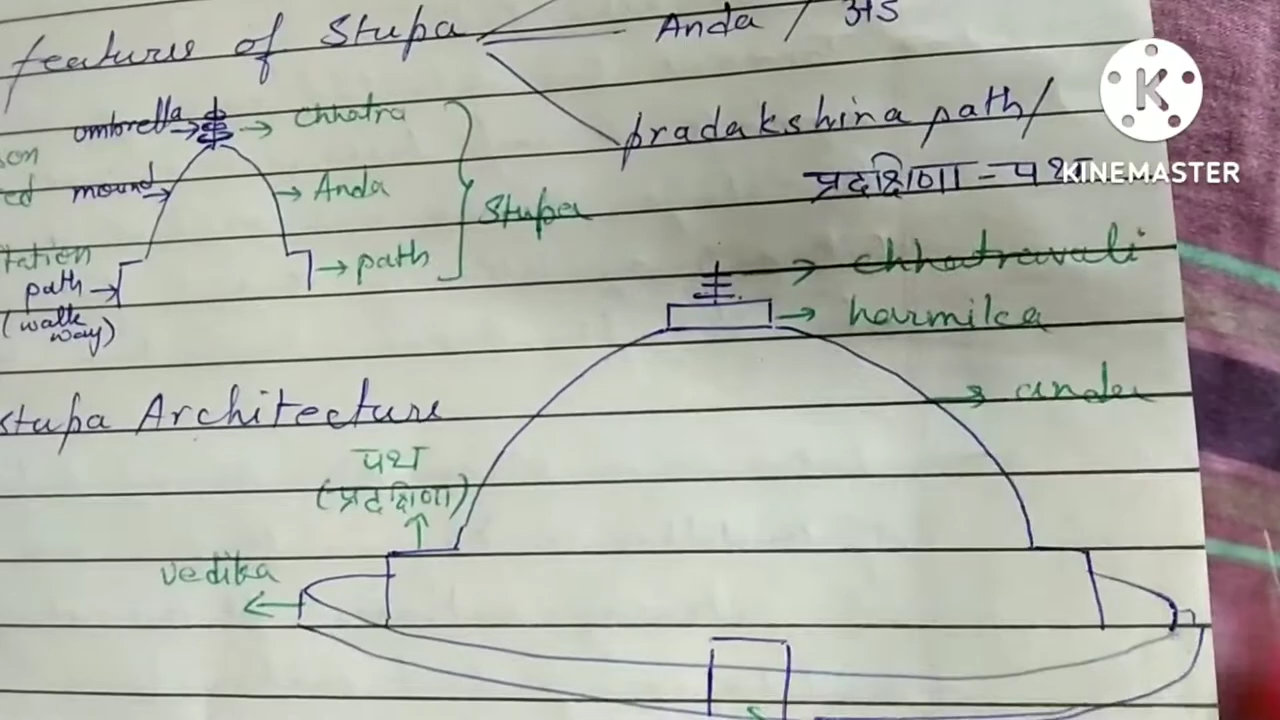 features of Stupa
Anda / अंड
pradakshina path/
प्रदक्षिणा - पथ
umbrella
chhatra
mound
Anda
Stupa
path
path
(walk
way)
chhatravali
harmika
anda
Stupa Architecture
पथ
(प्रदक्षिणा)
vedika
K
KINEMASTER